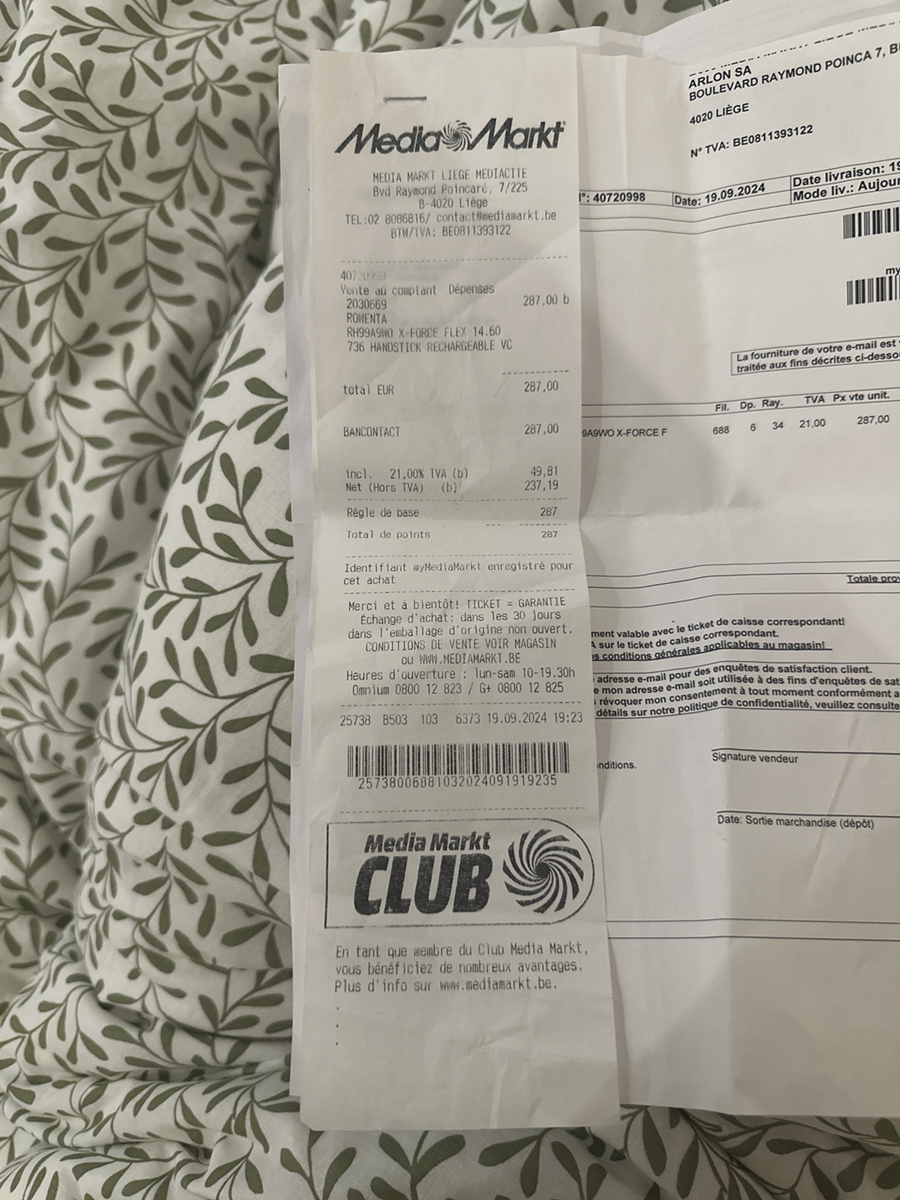 Media Markt
MEDIA MARKT LIEGE MEDIACITE
Bvd Raymond Poincaré, 7/225
B-4020 Liège
TEL:02 8086816/ contact@mediamarkt.be
BTW/TVA: BE0811393122
40720998
Vente au comptant Dépenses
2030669 287,00 b
ROWENTA
RH99A9WO X-FORCE FLEX 14.60
736 HANDSTICK RECHARGEABLE VC
total EUR 287,00
BANCONTACT 287,00
incl. 21,00% TVA (b) 49,81
Net (Hors TVA) (b) 237,19
Règle de base 287
Total de points 287
Identifiant myMediaMarkt enregistré pour
cet achat
Merci et à bientôt! TICKET = GARANTIE
Échange d'achat: dans les 30 jours
dans l'emballage d'origine non ouvert.
CONDITIONS DE VENTE VOIR MAGASIN
ou WWW.MEDIAMARKT.BE
Heures d'ouverture : lun-sam 10-19.30h
Omnium 0800 12 823 / G+ 0800 12 825
25738 B503 103 6373 19.09.2024 19:23
25738006881032024091919235
Media Markt
CLUB
En tant que membre du Club Media Markt,
vous bénéficiez de nombreux avantages.
Plus d'info sur www.mediamarkt.be.
ARLON SA
BOULEVARD RAYMOND POINCA 7, B
4020 LIÈGE
N° TVA: BE0811393122
°: 40720998 Date: 19.09.2024 Date livraison: 19
Mode liv.: Aujour
my
La fourniture de votre e-mail est
traitée aux fins décrites ci-desso
Fil. Dp. Ray. TVA Px vte unit.
9A9WO X-FORCE F 688 6 34 21,00 287,00
Totale prov
ment valable avec le ticket de caisse correspondant!
A sur le ticket de caisse correspondant.
s conditions générales applicables au magasin!
adresse e-mail pour des enquêtes de satisfaction client.
e mon adresse e-mail soit utilisée à des fins d'enquêtes de sat
révoquer mon consentement à tout moment conformément a
détails sur notre politique de confidentialité, veuillez consulte
nditions. Signature vendeur
Date: Sortie marchandise (dépôt)